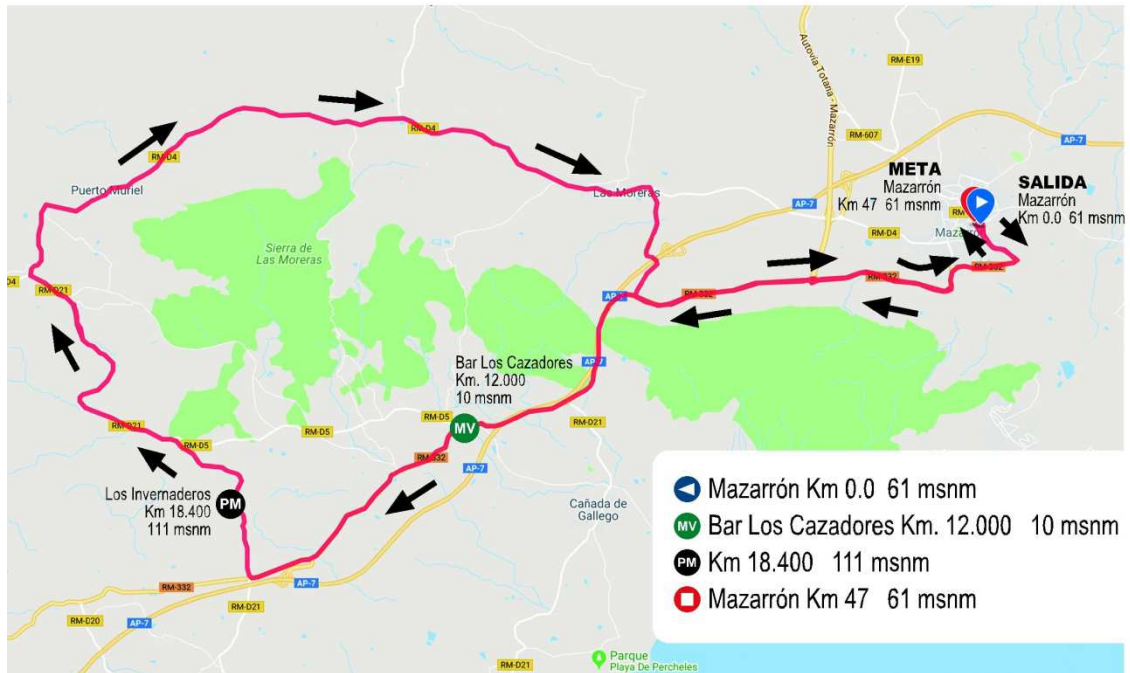 RM-E19
Autovía Totana - Mazarrón
RM-D4
AP-7
RM-607
RM-D4
Puerto Muriel
Las Moreras
META
Mazarrón
Km 47 61 msnm
SALIDA
Mazarrón
Km 0.0 61 msnm
AP-7
RM-D4
Sierra de
Las Moreras
RM-332
RM-D21
RM-332
RM-332
AP-7
Bar Los Cazadores
Km. 12.000
10 msnm
RM-D5
MV
RM-D21
RM-D21
RM-D5
RM-332
AP-7
Los Invernaderos
Km 18.400
111 msnm
PM
Cañada de
Gallego
RM-332
AP-7
RM-D21
RM-D20
AP-7
RM-D21
Parque
Playa De Percheles
Mazarrón Km 0.0 61 msnm
MV Bar Los Cazadores Km. 12.000 10 msnm
PM Km 18.400 111 msnm
Mazarrón Km 47 61 msnm